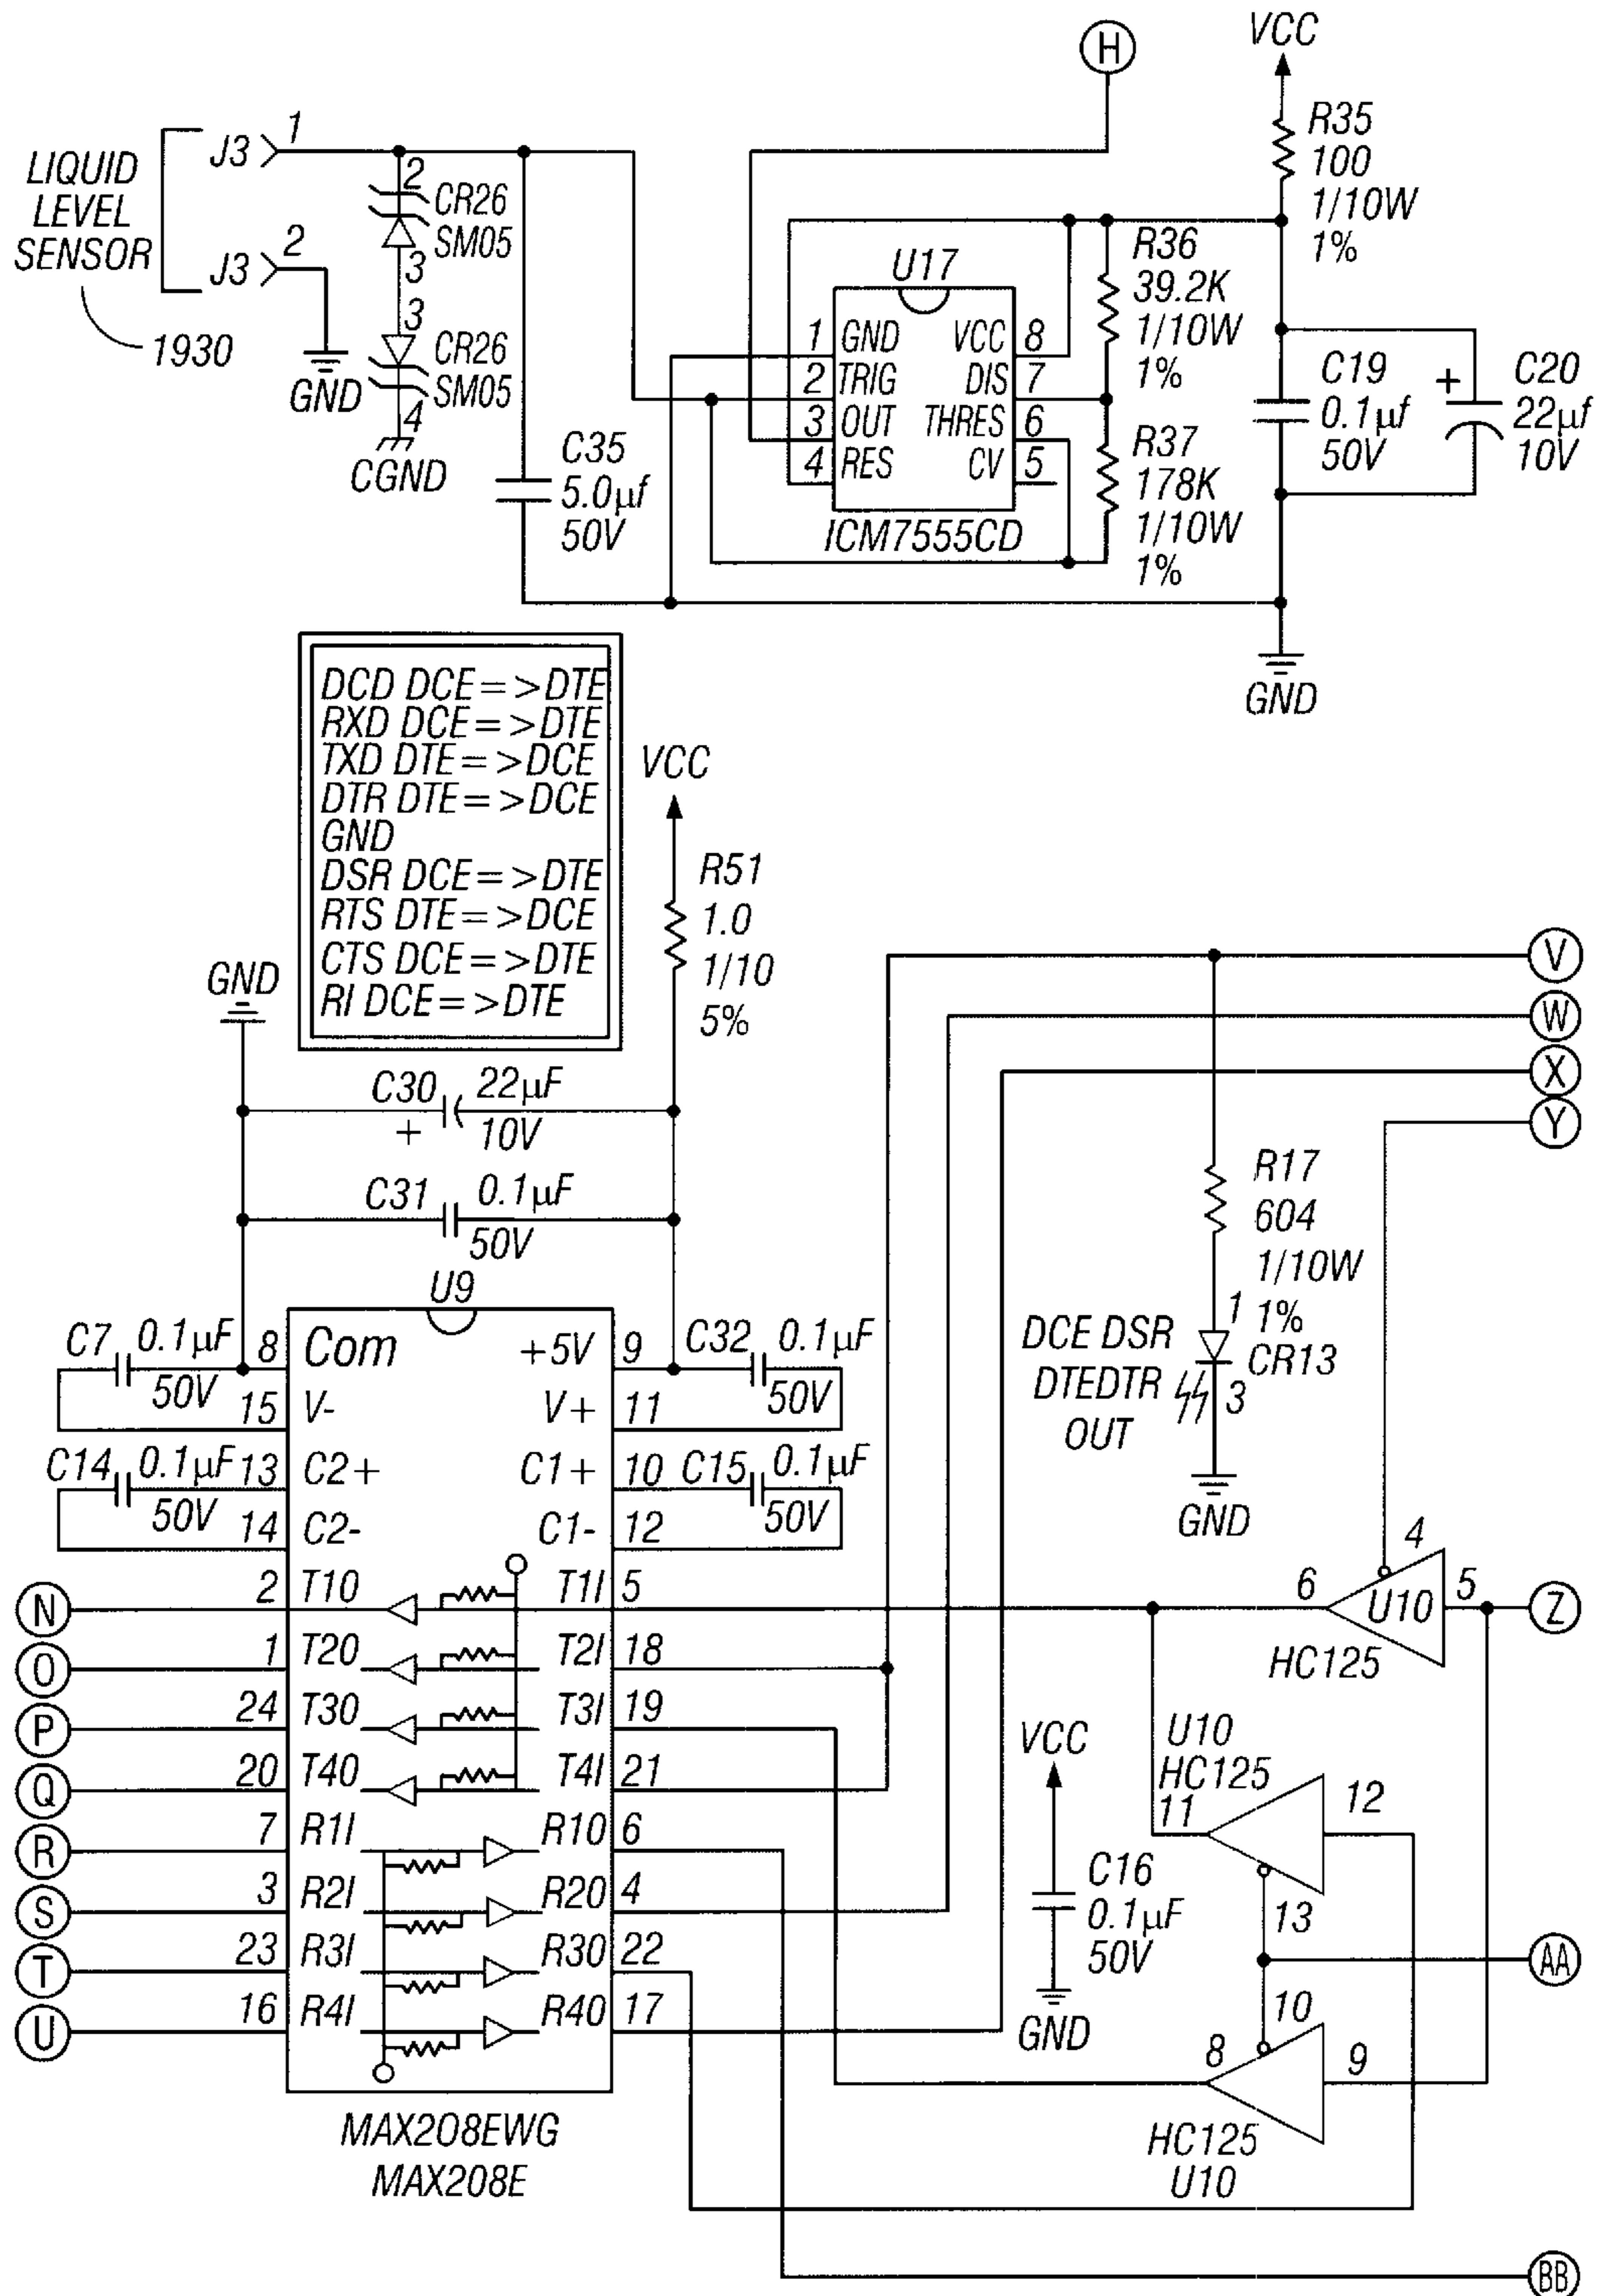 H
VCC
R35
100
1/10W
1%
LIQUID
LEVEL
SENSOR
1930
J3
1
J3
2
GND
2
CR26
SM05
3
3
CR26
SM05
4
CGND
C35
5.0µf
50V
U17
1 GND VCC 8
2 TRIG DIS 7
3 OUT THRES 6
4 RES CV 5
ICM7555CD
R36
39.2K
1/10W
1%
R37
178K
1/10W
1%
C19
0.1µf
50V
+
C20
22µf
10V
GND
DCD DCE=>DTE
RXD DCE=>DTE
TXD DTE=>DCE
DTR DTE=>DCE
GND
DSR DCE=>DTE
RTS DTE=>DCE
CTS DCE=>DTE
RI DCE=>DTE
VCC
R51
1.0
1/10
5%
GND
C30 22µF
+ 10V
C31 0.1µF
50V
U9
C7 0.1µF
50V
C32 0.1µF
50V
8 Com +5V 9
15 V- V+ 11
C14 0.1µF
50V
C15 0.1µF
50V
13 C2+ C1+ 10
14 C2- C1- 12
N 2 T10 T1I 5
O 1 T20 T2I 18
P 24 T30 T3I 19
Q 20 T40 T4I 21
R 7 R1I R10 6
S 3 R2I R20 4
T 23 R3I R30 22
U 16 R4I R40 17
MAX208EWG
MAX208E
V
W
X
Y
R17
604
1/10W
1%
1
CR13
3
DCE DSR
DTEDTR
OUT
GND
4
6 U10 5
Z
HC125
U10
HC125
11 12
13
VCC
C16
0.1µF
50V
GND
AA
10
8 9
HC125
U10
BB